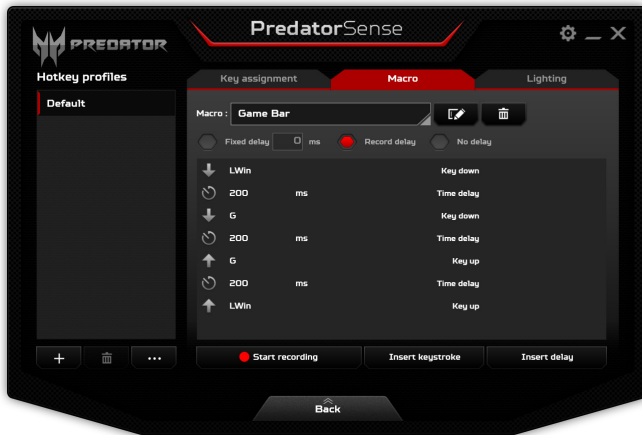 PredatorSense
PREDATOR
Hotkey profiles
Default
Key assignment Macro Lighting
Macro : Game Bar
Fixed delay 0 ms Record delay No delay
LWin Key down
200 ms Time delay
G Key down
200 ms Time delay
G Key up
200 ms Time delay
LWin Key up
Start recording Insert keystroke Insert delay
Back